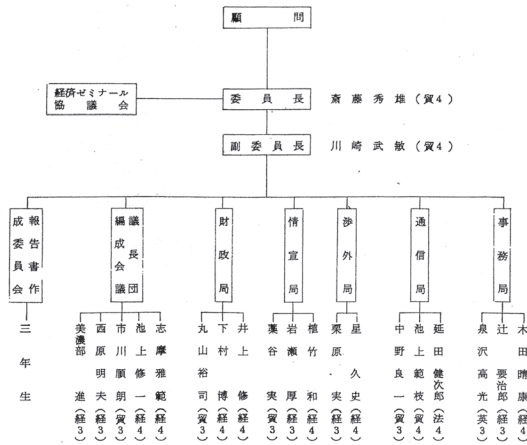 顧問
経済ゼミナール
協議会
委員長 斎藤秀雄(貿4)
副委員長 川崎武敏(貿4)
事務局
通信局
渉外局
情宣局
財政局
議長団
編成会議
報告書作
成委員会
木田晴康(経4)
辻 要治郎(経4)
泉沢高光(英3)
延田健次郎(法4)
池上範枝(貿4)
中野良一(貿3)
星 久史(経4)
栗原 実(経3)
植竹 和(経4)
岩瀬 厚(経3)
藁谷 実(貿3)
井上 修(経4)
下村 博(経4)
丸山裕司(貿3)
志摩雅範(経4)
池上修一(経4)
市川 (貿3)
西原明夫(経3)
美濃部 進(経3)
三年生